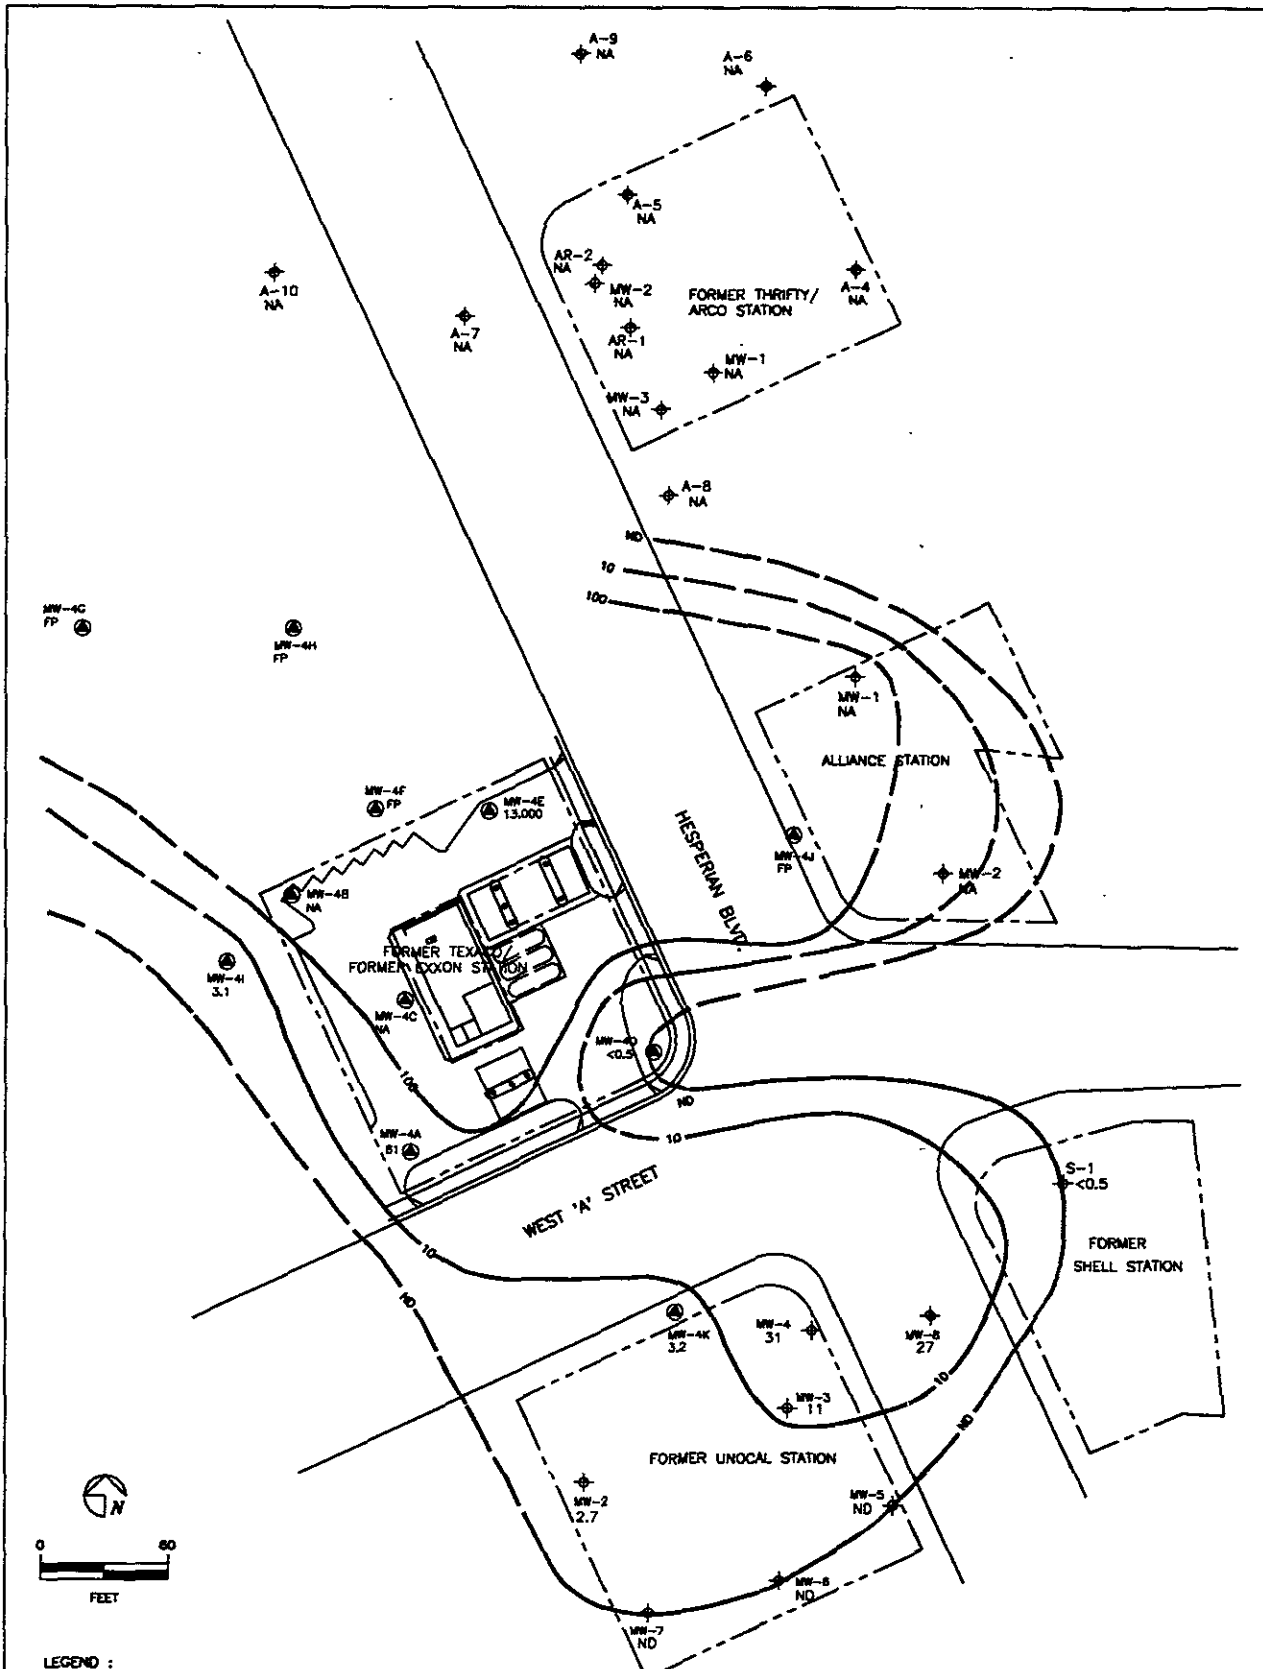 A-9
NA
A-6
NA
A-5
NA
AR-2
NA
MW-2
NA
A-10
NA
FORMER THRIFTY/
ARCO STATION
A-4
NA
A-7
NA
AR-1
NA
MW-1
NA
MW-3
NA
A-8
NA
ND
10
100
MW-4G
FP
MW-4H
FP
MW-1
NA
ALLIANCE STATION
MW-4F
FP
MW-4E
13,000
HESPERIAN BLVD.
MW-4J
FP
MW-2
NA
MW-4B
NA
FORMER TEXACO/
FORMER EXXON STATION
MW-4I
3.1
MW-4C
NA
MW-4D
<0.5
100
ND
10
MW-4A
61
S-1
<0.5
WEST 'A' STREET
FORMER
SHELL STATION
10
ND
MW-4K
3.2
MW-4
31
MW-8
27
10
MW-3
11
ND
FORMER UNOCAL STATION
MW-2
2.7
MW-5
ND
N
0
60
FEET
MW-6
ND
MW-7
ND
LEGEND :